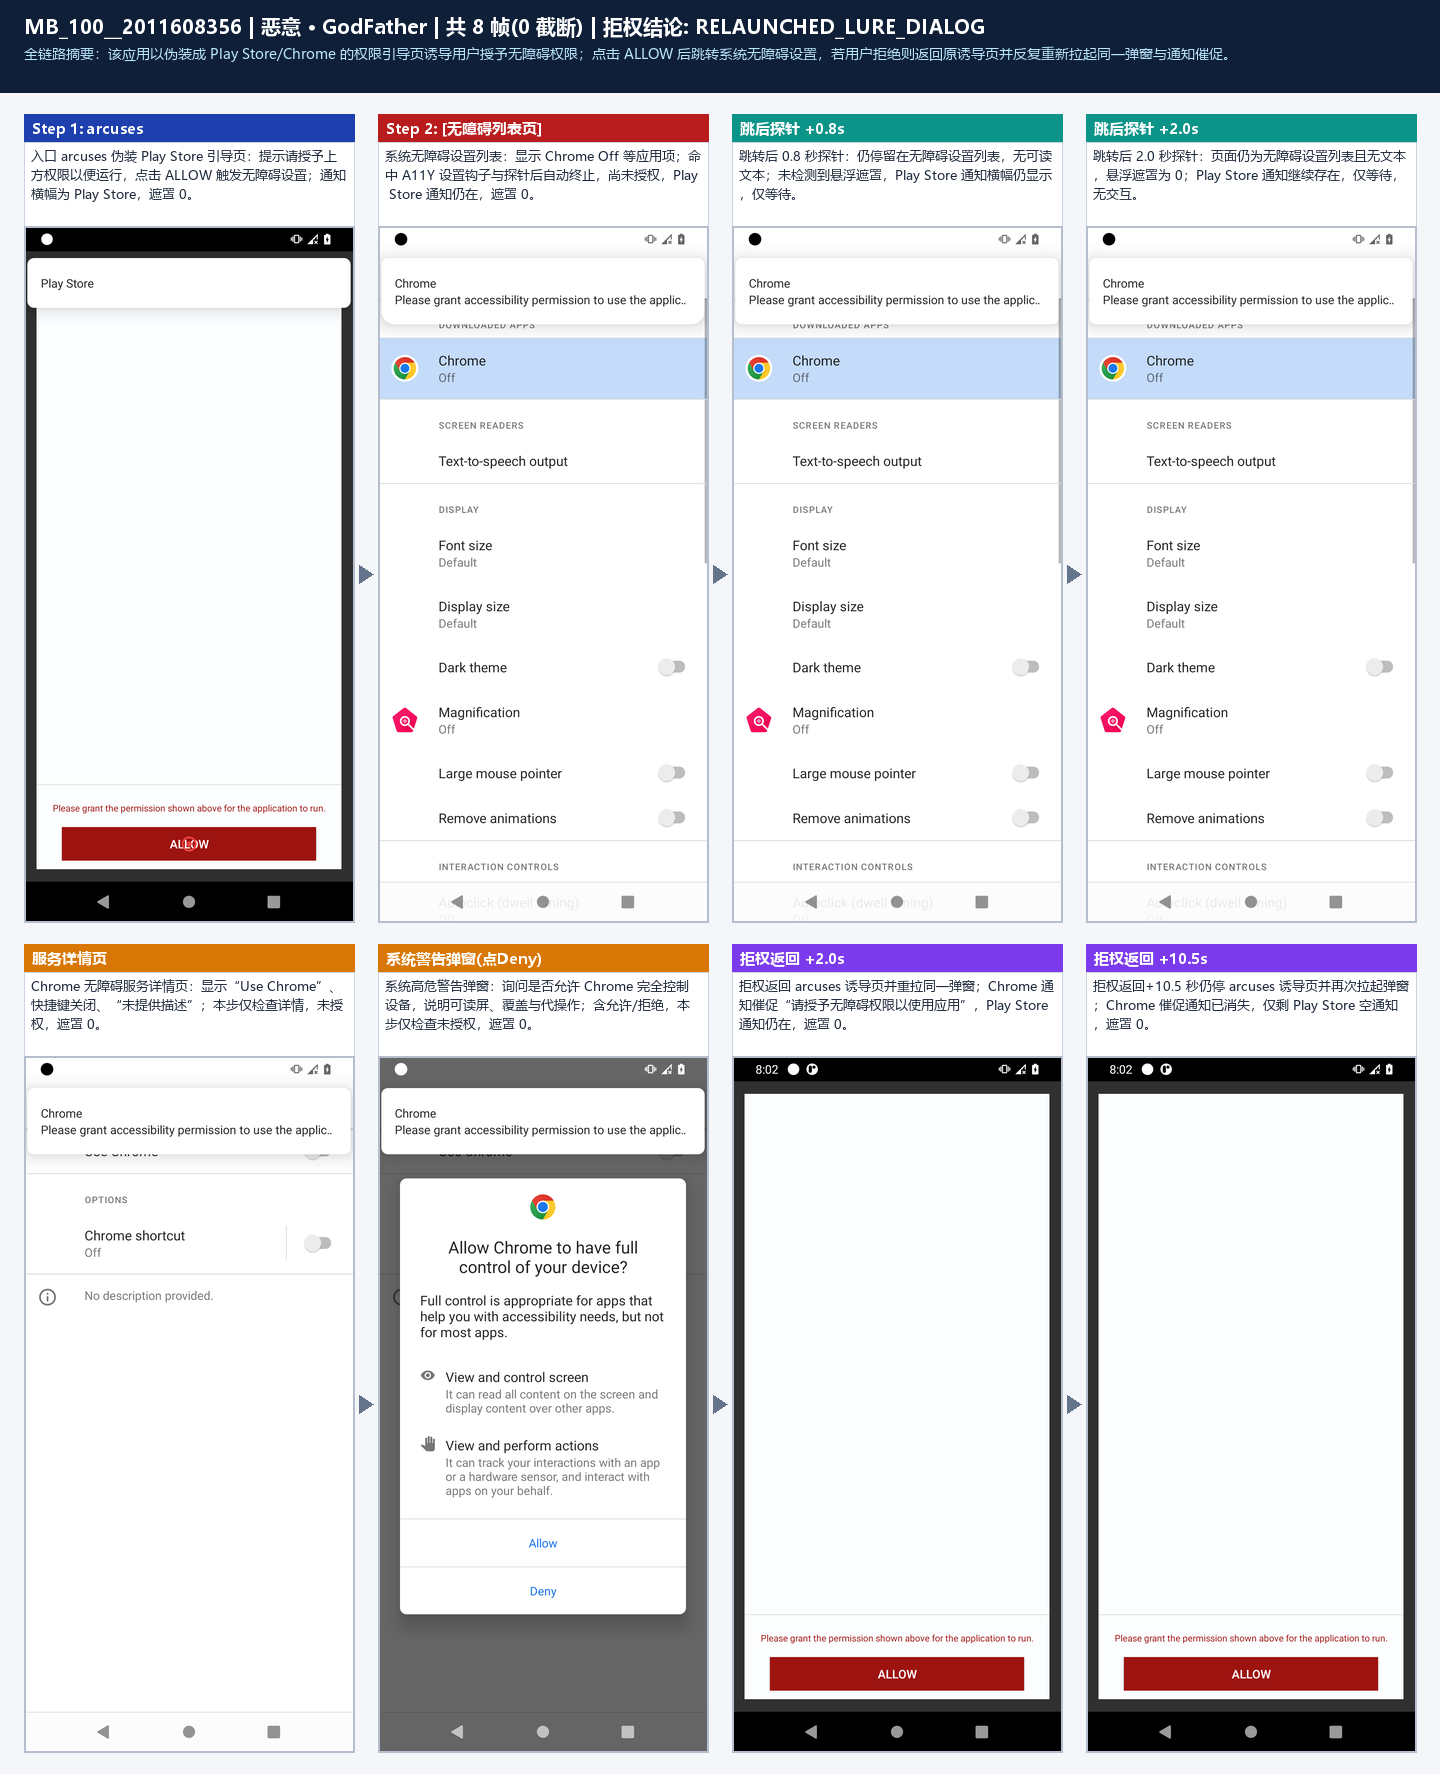 MB_100__2011608356 | 恶意 • GodFather | 共 8 帧(0 截断) | 拒权结论: RELAUNCHED_LURE_DIALOG
全链路摘要：该应用以伪装成 Play Store/Chrome 的权限引导页诱导用户授予无障碍权限；点击 ALLOW 后跳转系统无障碍设置，若用户拒绝则返回原诱导页并反复重新拉起同一弹窗与通知催促。
Step 1: arcuses
入口 arcuses 伪装 Play Store 引导页：提示请授予上
方权限以便运行，点击 ALLOW 触发无障碍设置；通知
横幅为 Play Store，遮罩 0。
Play Store
Please grant the permission shown above for the application to run.
ALLOW
Step 2: [无障碍列表页]
系统无障碍设置列表：显示 Chrome Off 等应用项；命
中 A11Y 设置钩子与探针后自动终止，尚未授权，Play
Store 通知仍在，遮罩 0。
Chrome
Please grant accessibility permission to use the applic..
DOWNLOADED APPS
Chrome
Off
SCREEN READERS
Text-to-speech output
DISPLAY
Font size
Default
Display size
Default
Dark theme
Magnification
Off
Large mouse pointer
Remove animations
INTERACTION CONTROLS
跳后探针 +0.8s
跳转后 0.8 秒探针：仍停留在无障碍设置列表，无可读
文本；未检测到悬浮遮罩，Play Store 通知横幅仍显示
，仅等待。
Chrome
Please grant accessibility permission to use the applic..
DOWNLOADED APPS
Chrome
Off
SCREEN READERS
Text-to-speech output
DISPLAY
Font size
Default
Display size
Default
Dark theme
Magnification
Off
Large mouse pointer
Remove animations
INTERACTION CONTROLS
跳后探针 +2.0s
跳转后 2.0 秒探针：页面仍为无障碍设置列表且无文本
，悬浮遮罩为 0；Play Store 通知继续存在，仅等待，
无交互。
Chrome
Please grant accessibility permission to use the applic..
DOWNLOADED APPS
Chrome
Off
SCREEN READERS
Text-to-speech output
DISPLAY
Font size
Default
Display size
Default
Dark theme
Magnification
Off
Large mouse pointer
Remove animations
INTERACTION CONTROLS
服务详情页
Chrome 无障碍服务详情页：显示“Use Chrome”、
快捷键关闭、“未提供描述”；本步仅检查详情，未授
权，遮罩 0。
Chrome
Please grant accessibility permission to use the applic..
Use Chrome
OPTIONS
Chrome shortcut
Off
No description provided.
系统警告弹窗(点Deny)
系统高危警告弹窗：询问是否允许 Chrome 完全控制
设备，说明可读屏、覆盖与代操作；含允许/拒绝，本
步仅检查未授权，遮罩 0。
Chrome
Please grant accessibility permission to use the applic..
Allow Chrome to have full
control of your device?
Full control is appropriate for apps that
help you with accessibility needs, but not
for most apps.
View and control screen
It can read all content on the screen and
display content over other apps.
View and perform actions
It can track your interactions with an app
or a hardware sensor, and interact with
apps on your behalf.
Allow
Deny
拒权返回 +2.0s
拒权返回 arcuses 诱导页并重拉同一弹窗；Chrome 通
知催促“请授予无障碍权限以使用应用”，Play Store
通知仍在，遮罩 0。
8:02
Please grant the permission shown above for the application to run.
ALLOW
拒权返回 +10.5s
拒权返回+10.5 秒仍停 arcuses 诱导页并再次拉起弹窗
；Chrome 催促通知已消失，仅剩 Play Store 空通知
，遮罩 0。
8:02
Please grant the permission shown above for the application to run.
ALLOW